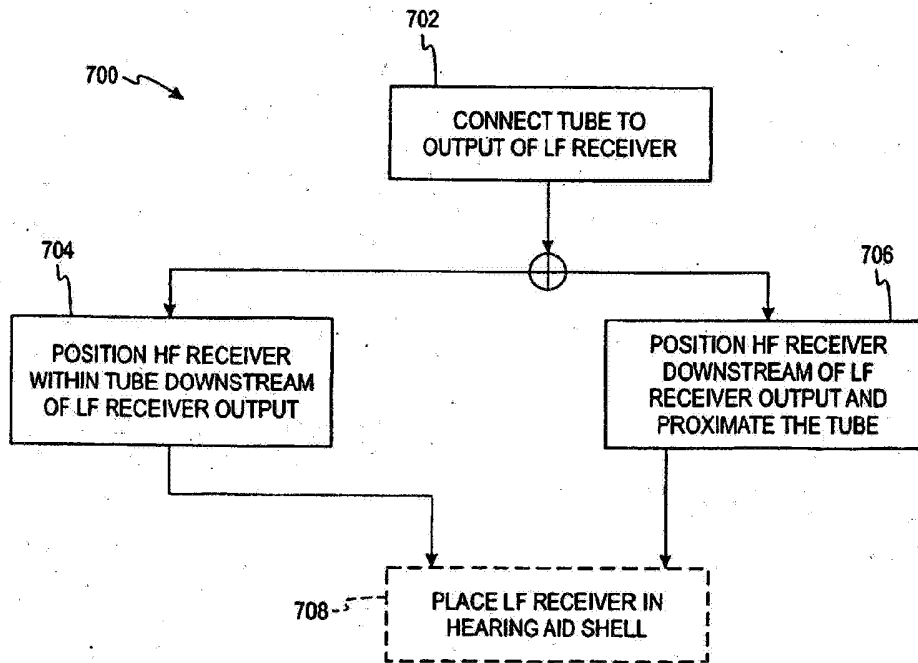 702
700
CONNECT TUBE TO
OUTPUT OF LF RECEIVER
704
706
POSITION HF RECEIVER
WITHIN TUBE DOWNSTREAM
OF LF RECEIVER OUTPUT
POSITION HF RECEIVER
DOWNSTREAM OF LF
RECEIVER OUTPUT AND
PROXIMATE THE TUBE
708
PLACE LF RECEIVER IN
HEARING AID SHELL